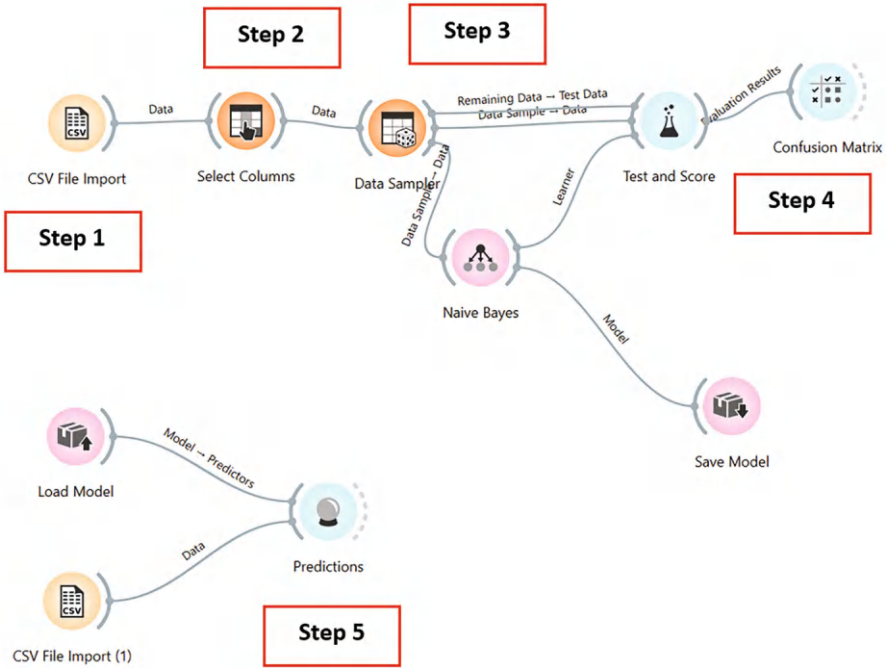 Step 2
Step 3
Data
Data
Remaining Data → Test Data
Data Sample → Data
Evaluation Results
CSV
CSV File Import
Select Columns
Data Sampler
Test and Score
Confusion Matrix
Step 1
Data Sample → Data
Learner
Step 4
Naive Bayes
Model
Model → Predictors
Load Model
Save Model
Data
Predictions
CSV
CSV File Import (1)
Step 5